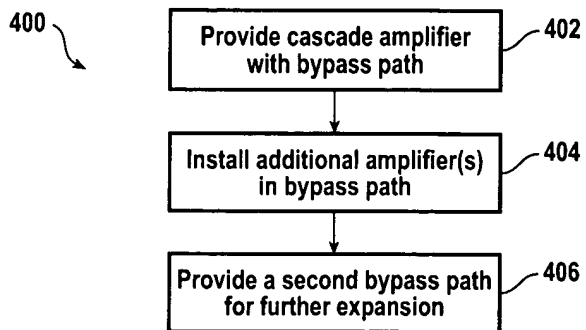 400
Provide cascade amplifier
with bypass path
402
Install additional amplifier(s)
in bypass path
404
Provide a second bypass path
for further expansion
406